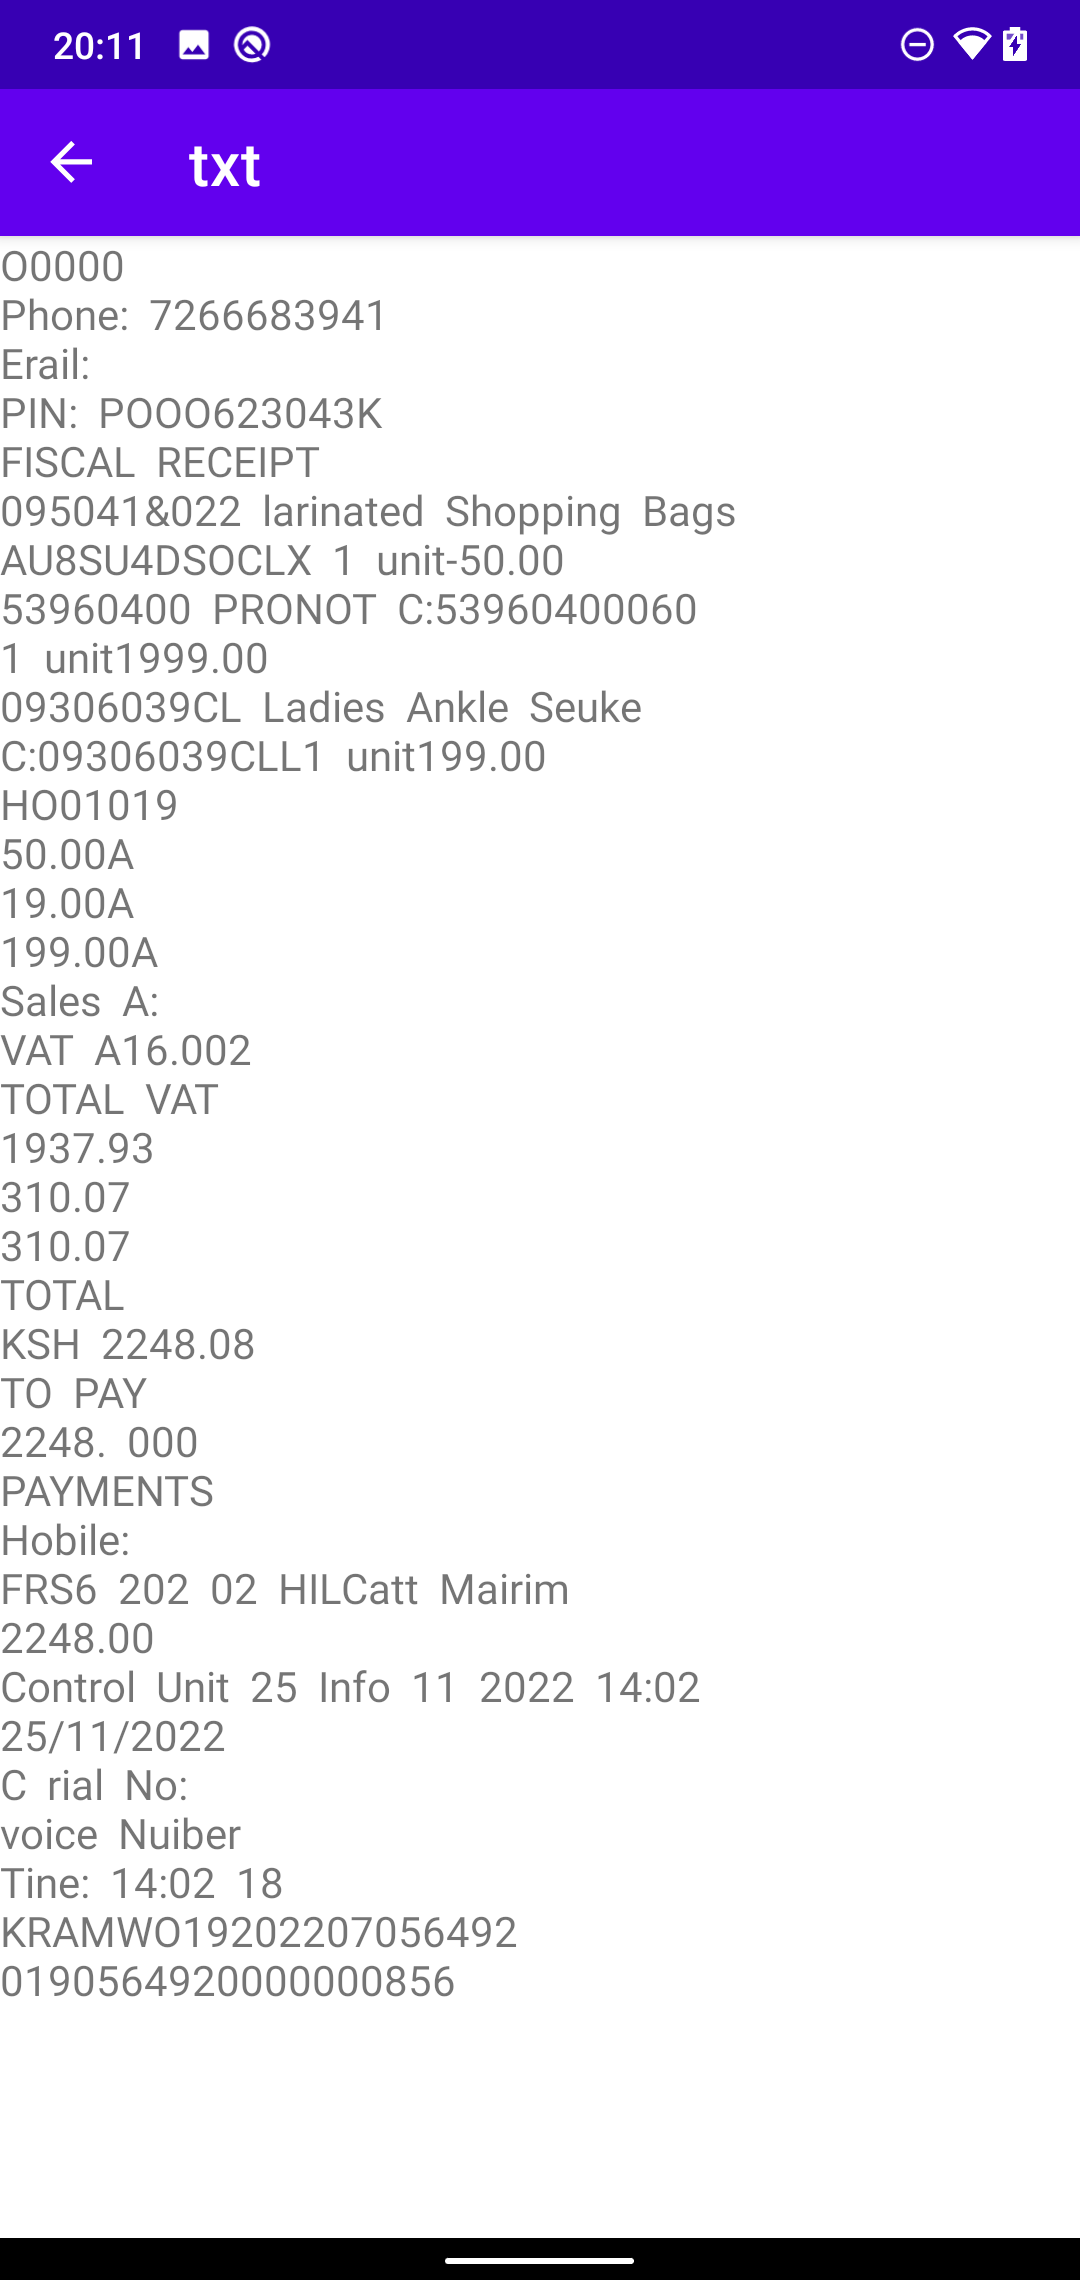 20:11
txt
O0000
Phone: 7266683941
Erail:
PIN: POOO623043K
FISCAL RECEIPT
095041&022 larinated Shopping Bags
AU8SU4DSOCLX 1 unit-50.00
53960400 PRONOT C:53960400060
1 unit1999.00
09306039CL Ladies Ankle Seuke
C:09306039CLL1 unit199.00
HO01019
50.00A
19.00A
199.00A
Sales A:
VAT A16.002
TOTAL VAT
1937.93
310.07
310.07
TOTAL
KSH 2248.08
TO PAY
2248. 000
PAYMENTS
Hobile:
FRS6 202 02 HILCatt Mairim
2248.00
Control Unit 25 Info 11 2022 14:02
25/11/2022
C rial No:
voice Nuiber
Tine: 14:02 18
KRAMWO19202207056492
0190564920000000856